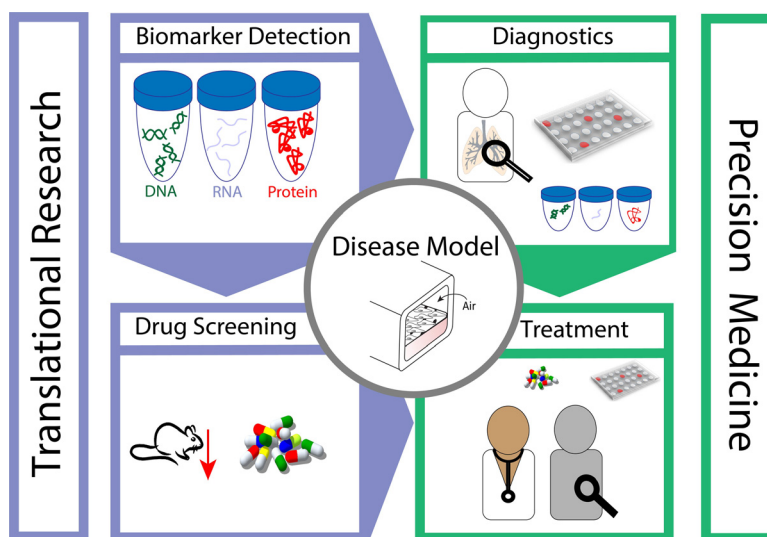 Translational Research
Biomarker Detection
DNA
RNA
Protein
Diagnostics
Disease Model
Air
Drug Screening
Treatment
Precision Medicine